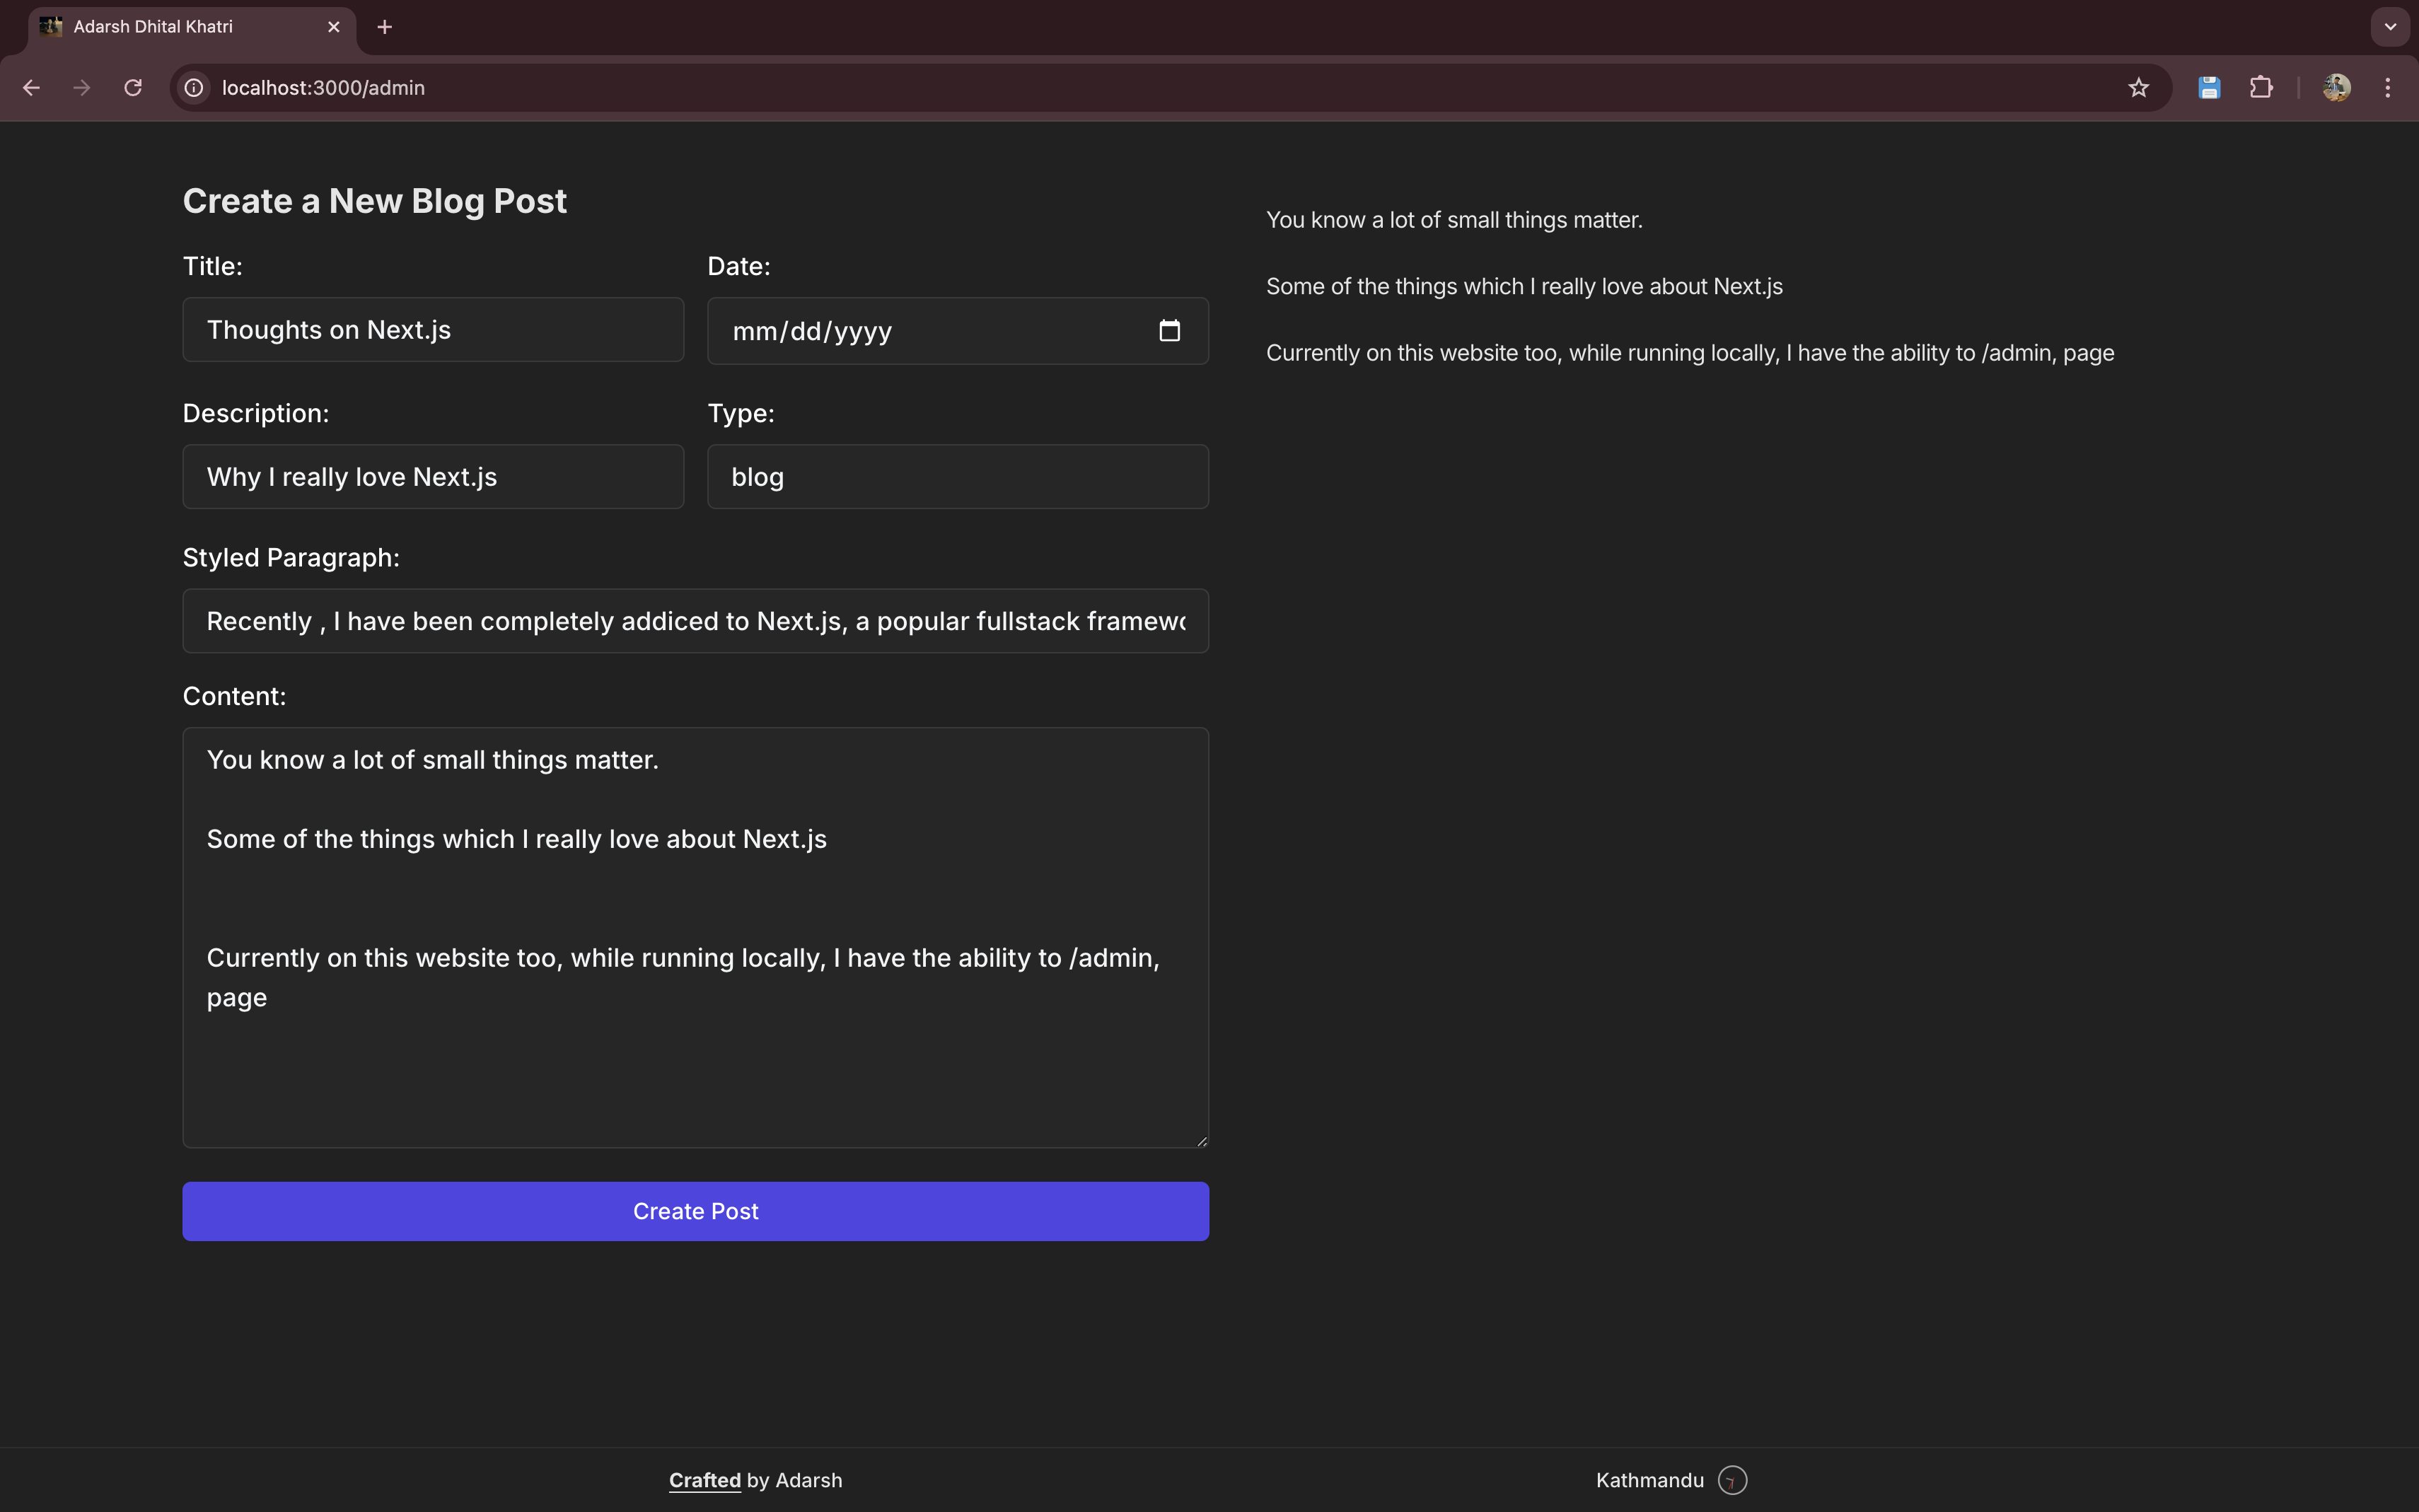 Adarsh Dhital Khatri
localhost:3000/admin
Create a New Blog Post
Title:
Thoughts on Next.js
Date:
mm/dd/yyyy
Description:
Why I really love Next.js
Type:
blog
Styled Paragraph:
Recently , I have been completely addiced to Next.js, a popular fullstack
Content:
You know a lot of small things matter.
Some of the things which I really love about Next.js
Currently on this website too, while running locally, I have the ability to /admin,
page
Create Post
You know a lot of small things matter.
Some of the things which I really love about Next.js
Currently on this website too, while running locally, I have the ability to /admin, page
Crafted by Adarsh
Kathmandu